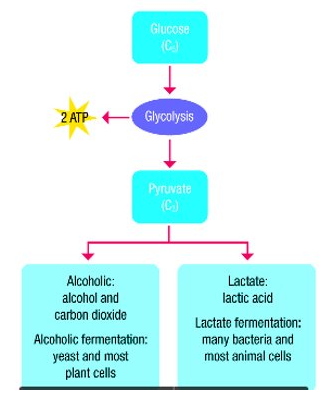 Glucose
(C₆)
Glycolysis
2 ATP
Pyruvate
(C₃)
Alcoholic:
alcohol and
carbon dioxide
Alcoholic fermentation:
yeast and most
plant cells
Lactate:
lactic acid
Lactate fermentation:
many bacteria and
most animal cells